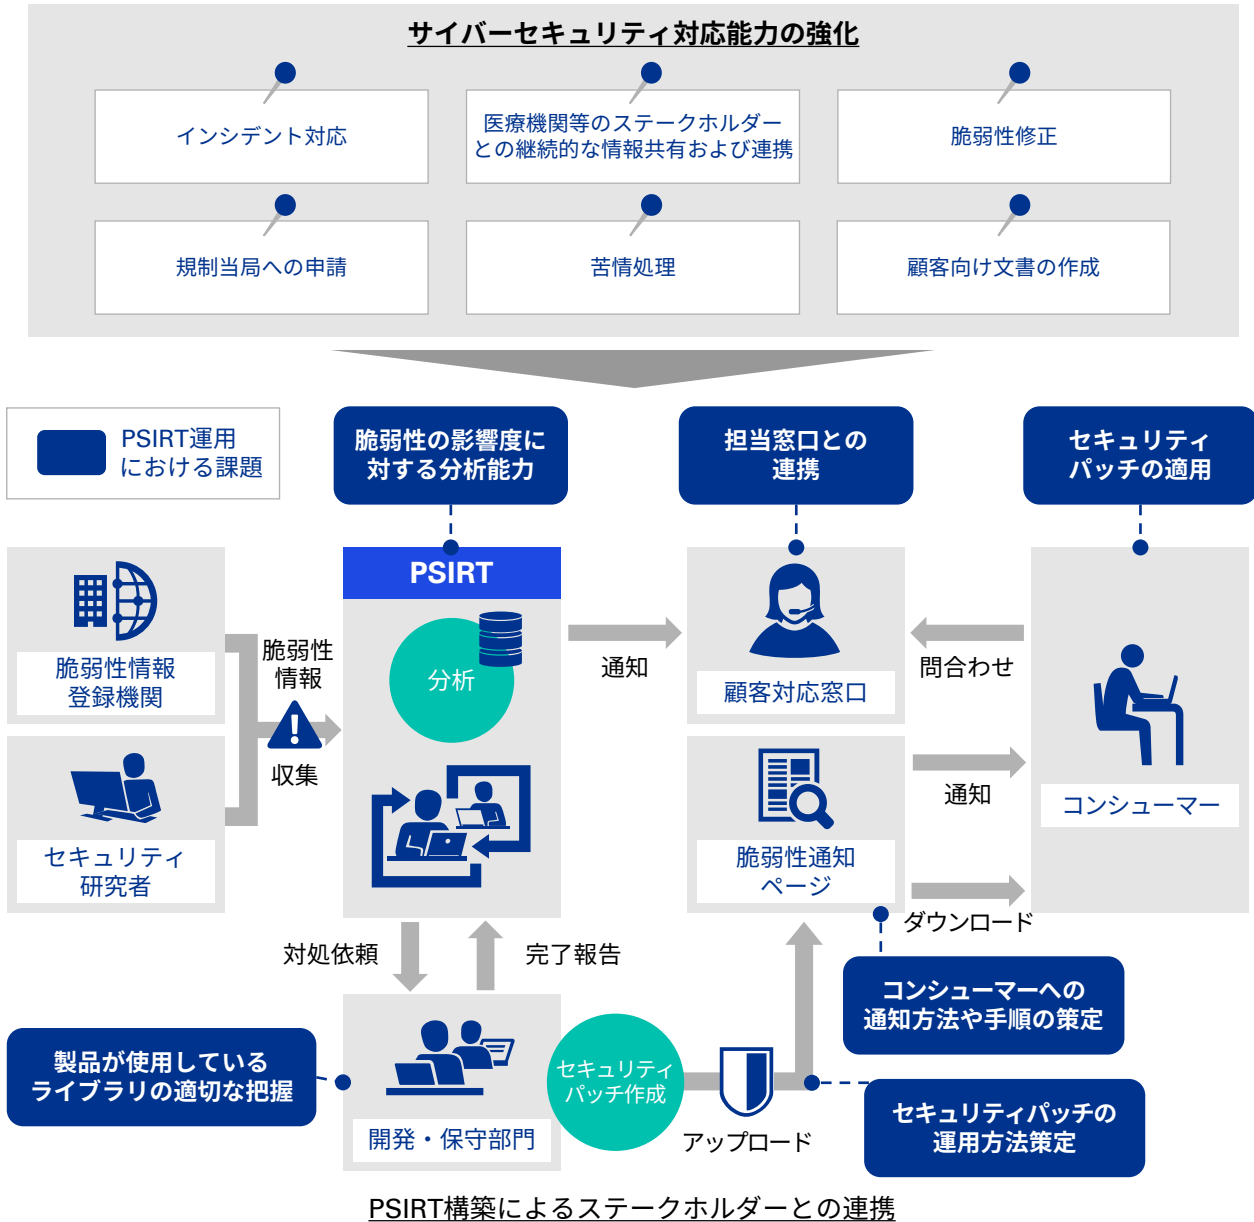 サイバーセキュリティ対応能力の強化
インシデント対応
医療機関等のステークホルダー
との継続的な情報共有および連携
脆弱性修正
規制当局への申請
苦情処理
顧客向け文書の作成
PSIRT運用
における課題
脆弱性の影響度に
対する分析能力
担当窓口との
連携
セキュリティ
パッチの適用
脆弱性情報
登録機関
脆弱性
情報
収集
セキュリティ
研究者
PSIRT
分析
通知
顧客対応窓口
問合わせ
通知
コンシューマー
脆弱性通知
ページ
ダウンロード
対処依頼
完了報告
コンシューマーへの
通知方法や手順の策定
製品が使用している
ライブラリの適切な把握
開発・保守部門
セキュリティ
パッチ作成
アップロード
セキュリティパッチの
運用方法策定
PSIRT構築によるステークホルダーとの連携